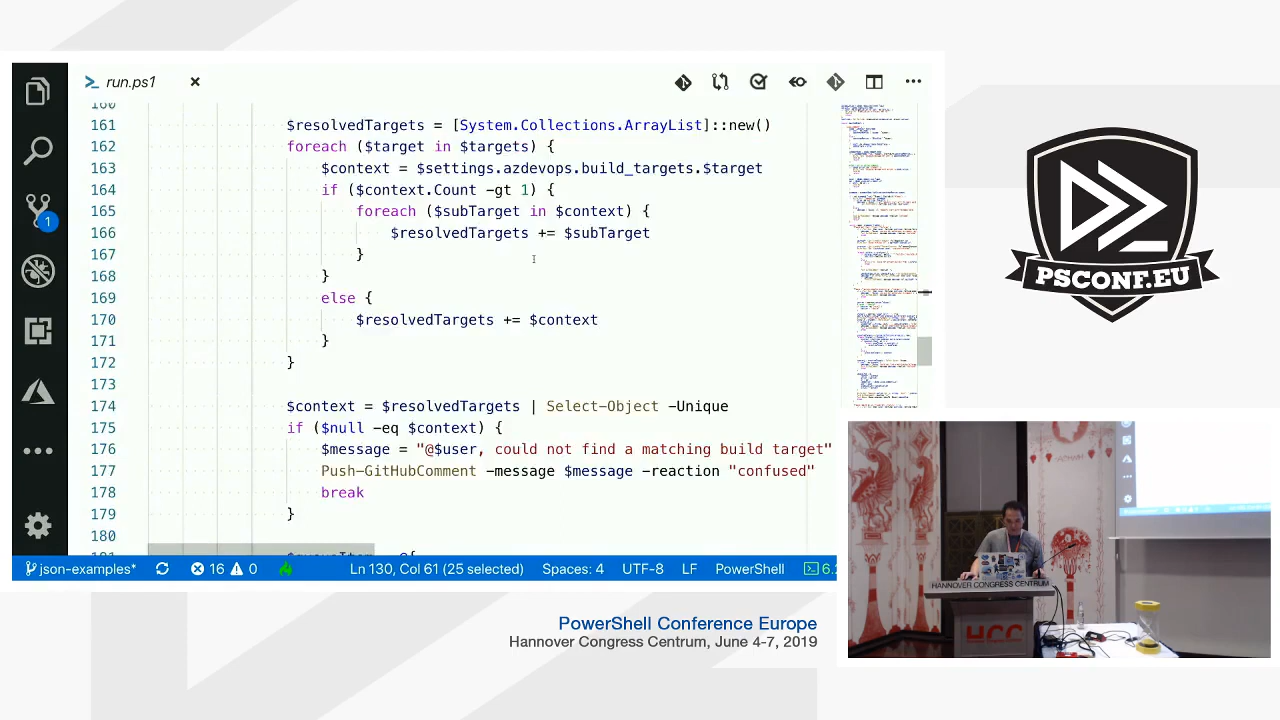 run.ps1
160
161 $resolvedTargets = [System.Collections.ArrayList]::new()
162 foreach ($target in $targets) {
163 $context = $settings.azdevops.build_targets.$target
164 if ($context.Count -gt 1) {
165 foreach ($subTarget in $context) {
166 $resolvedTargets += $subTarget
167 }
168 }
169 else {
170 $resolvedTargets += $context
171 }
172 }
173
174 $context = $resolvedTargets | Select-Object -Unique
175 if ($null -eq $context) {
176 $message = "@$user, could not find a matching build target"
177 Push-GitHubComment -message $message -reaction "confused"
178 break
179 }
180
1
json-examples* 16 0 Ln 130, Col 61 (25 selected) Spaces: 4 UTF-8 LF PowerShell 6.2
PSCONF.EU
HANNOVER CONGRESS CENTRUM
HCC
PowerShell Conference Europe
Hannover Congress Centrum, June 4-7, 2019